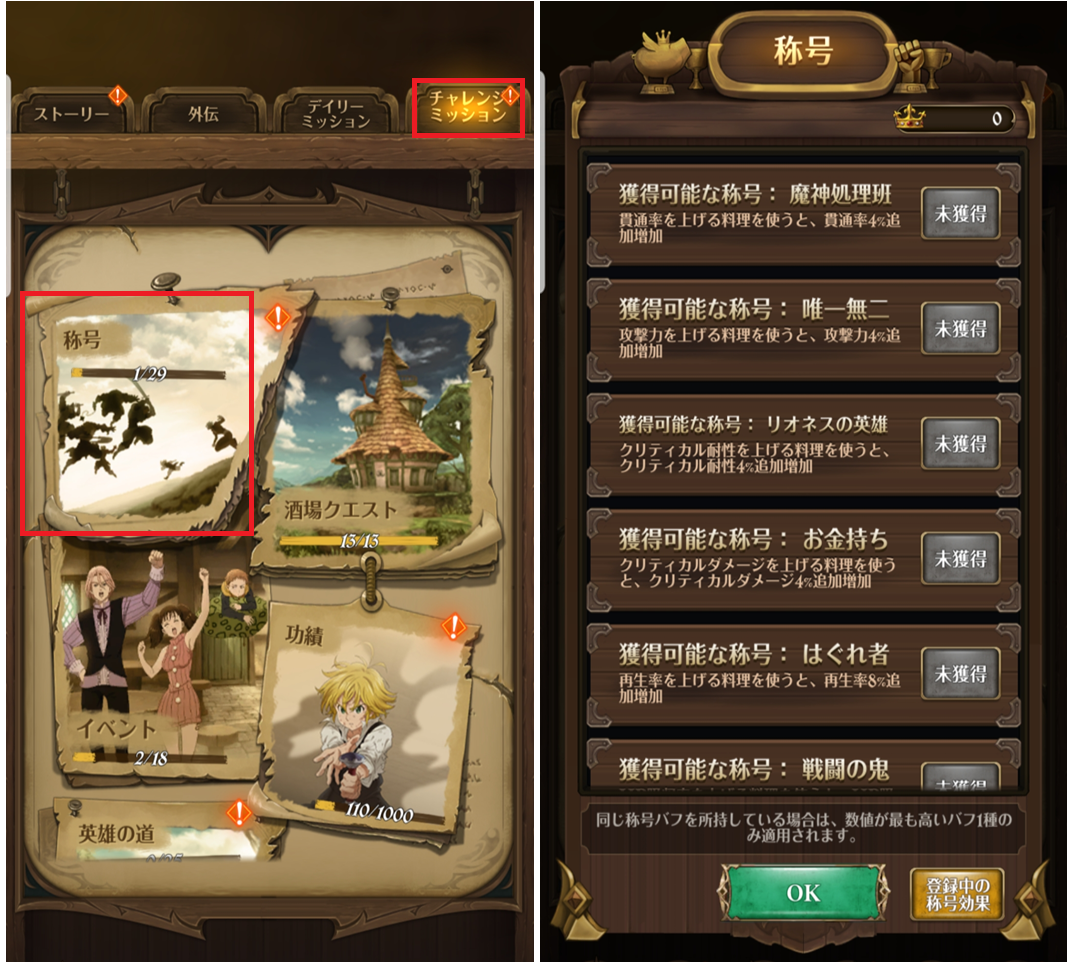 ストーリー
外伝
デイリー
ミッション
チャレンジ
ミッション
称号
1/29
酒場クエスト
13/13
イベント
2/18
功績
110/1000
英雄の道
称号
0
獲得可能な称号： 魔神処理班
貫通率を上げる料理を使うと、貫通率4%追
加増加
未獲得
獲得可能な称号： 唯一無二
攻撃力を上げる料理を使うと、攻撃力4%追
加増加
未獲得
獲得可能な称号： リオネスの英雄
クリティカル耐性を上げる料理を使うと、
クリティカル耐性4%追加増加
未獲得
獲得可能な称号： お金持ち
クリティカルダメージを上げる料理を使う
と、クリティカルダメージ4%追加増加
未獲得
獲得可能な称号： はぐれ者
再生率を上げる料理を使うと、再生率8%追
加増加
未獲得
獲得可能な称号： 戦闘の鬼
未獲得
同じ称号バフを所持している場合は、数値が最も高いバフ1種の
み適用されます。
OK
登録中の
称号効果